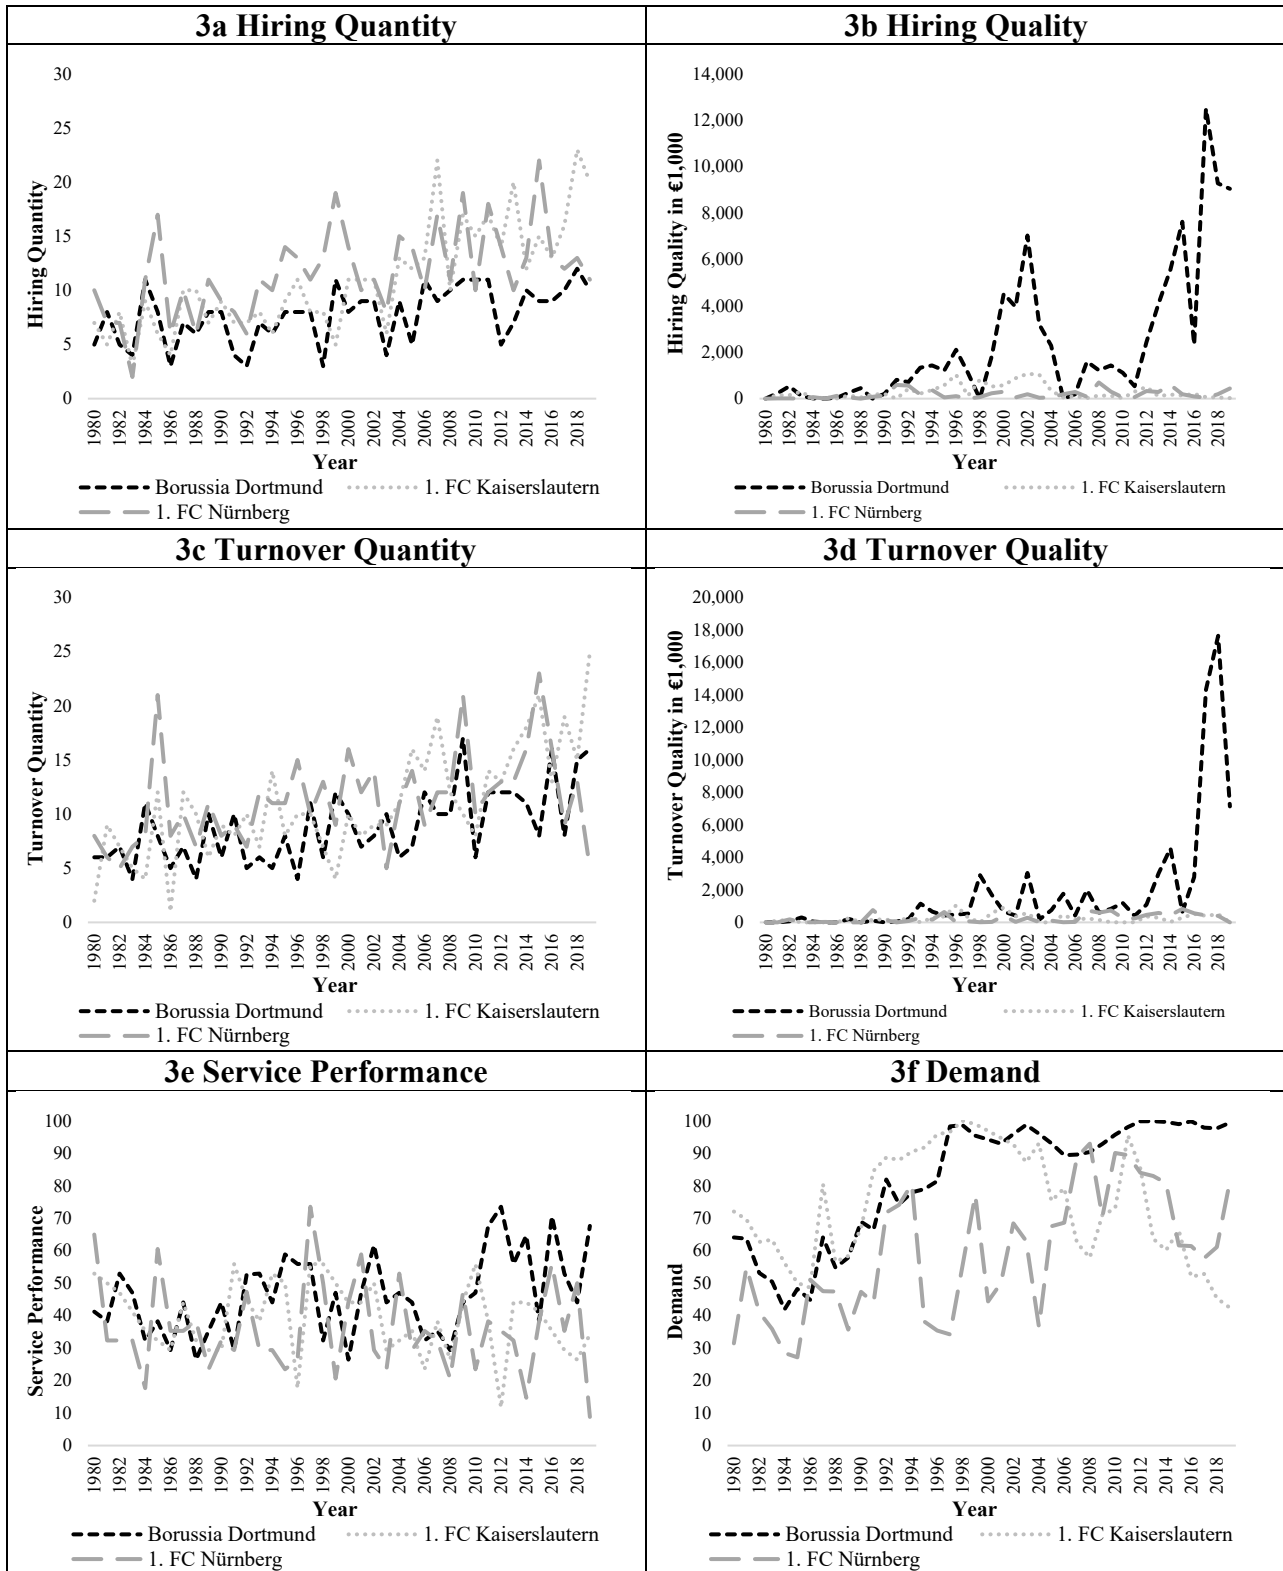 3a Hiring Quantity
30
25
20
15
10
5
0
Hiring Quantity
1980 1982 1984 1986 1988 1990 1992 1994 1996 1998 2000 2002 2004 2006 2008 2010 2012 2014 2016 2018
Year
Borussia Dortmund 1. FC Kaiserslautern
1. FC Nürnberg
3b Hiring Quality
14,000
12,000
10,000
8,000
6,000
4,000
2,000
0
Hiring Quality in €1,000
1980 1982 1984 1986 1988 1990 1992 1994 1996 1998 2000 2002 2004 2006 2008 2010 2012 2014 2016 2018
Year
Borussia Dortmund 1. FC Kaiserslautern
1. FC Nürnberg
3c Turnover Quantity
30
25
20
15
10
5
0
Turnover Quantity
1980 1982 1984 1986 1988 1990 1992 1994 1996 1998 2000 2002 2004 2006 2008 2010 2012 2014 2016 2018
Year
Borussia Dortmund 1. FC Kaiserslautern
1. FC Nürnberg
3d Turnover Quality
20,000
18,000
16,000
14,000
12,000
10,000
8,000
6,000
4,000
2,000
0
Turnover Quality in €1,000
1980 1982 1984 1986 1988 1990 1992 1994 1996 1998 2000 2002 2004 2006 2008 2010 2012 2014 2016 2018
Year
Borussia Dortmund 1. FC Kaiserslautern
1. FC Nürnberg
3e Service Performance
100
90
80
70
60
50
40
30
20
10
0
Service Performance
1980 1982 1984 1986 1988 1990 1992 1994 1996 1998 2000 2002 2004 2006 2008 2010 2012 2014 2016 2018
Year
Borussia Dortmund 1. FC Kaiserslautern
1. FC Nürnberg
3f Demand
100
90
80
70
60
50
40
30
20
10
0
Demand
1980 1982 1984 1986 1988 1990 1992 1994 1996 1998 2000 2002 2004 2006 2008 2010 2012 2014 2016 2018
Year
Borussia Dortmund 1. FC Kaiserslautern
1. FC Nürnberg